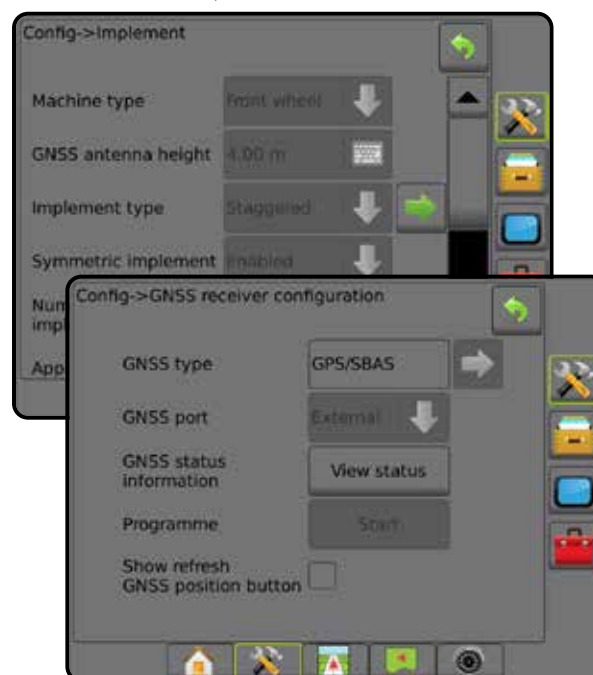 Config->Implement
Machine type Front wheel
GNSS antenna height 4.00 m
Implement type Staggered
Symmetric implement Enabled
Config->GNSS receiver configuration
GNSS type GPS/SBAS
GNSS port External
GNSS status
information View status
Programme Start
Show refresh
GNSS position button